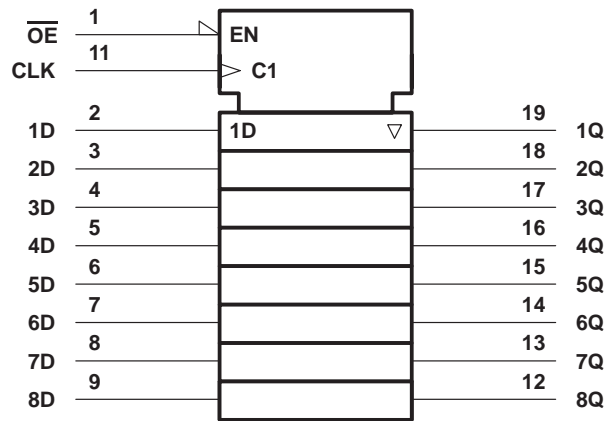 OE 1 EN
CLK 11 C1
1D 2 1D 19 1Q
2D 3 18 2Q
3D 4 17 3Q
4D 5 16 4Q
5D 6 15 5Q
6D 7 14 6Q
7D 8 13 7Q
8D 9 12 8Q